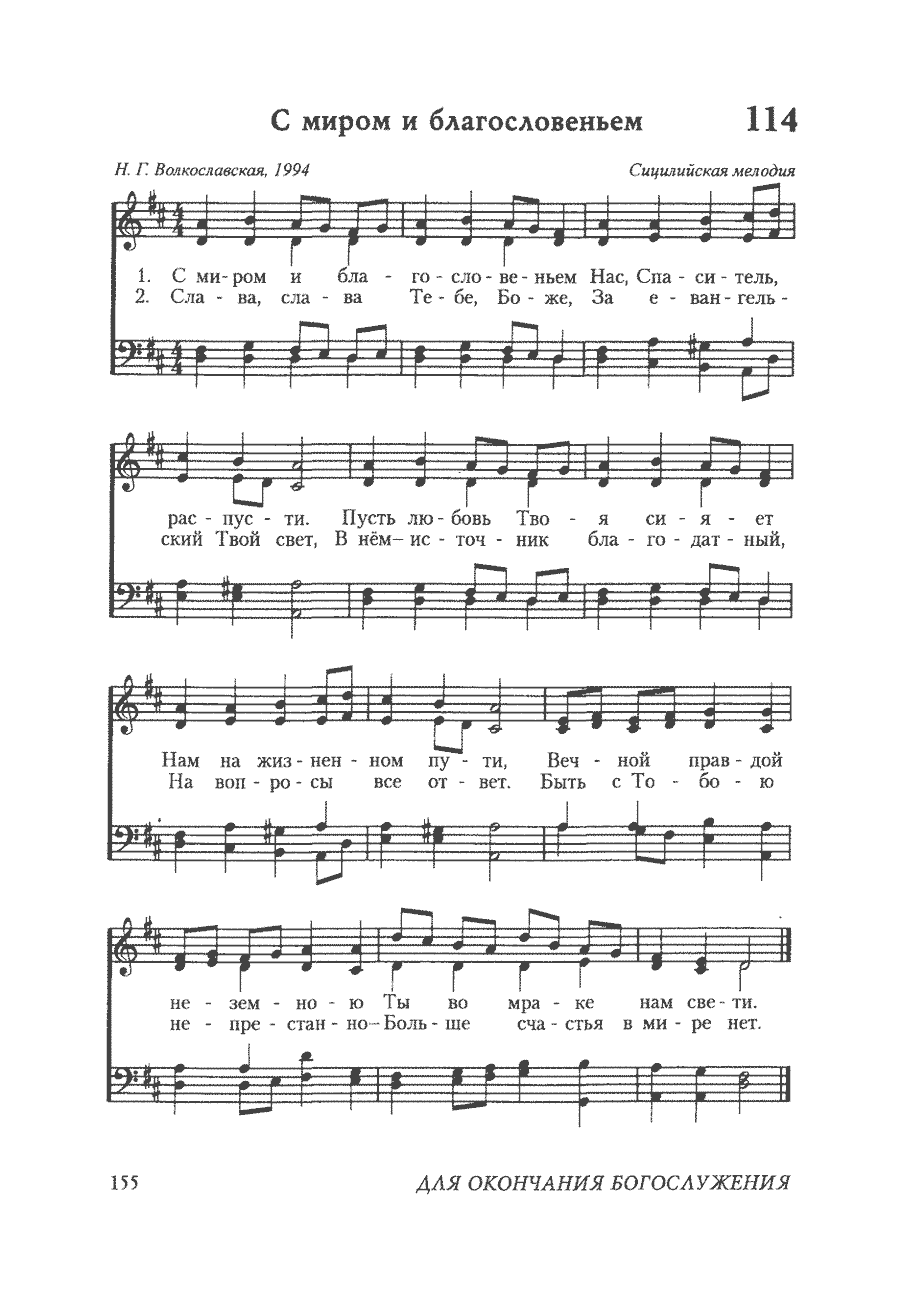 С миром и благословеньем 114
Н. Г. Волкославская, 1994 Сицилийская мелодия
1. С ми- ром и бла - го - сло - ве - ньем Нас, Спа - си - тель,
2. Сла - ва, сла - ва Те - бе, Бо - же, За е - ван - гель -
рас - пус - ти. Пусть лю - бовь Тво - я си - я - ет
ский Твой свет, В нём— ис - точ - ник бла - го - дат - ный,
Нам на жиз - нен - ном пу - ти, Веч - ной прав - дой
На воп - ро - сы все от - вет. Быть с То - бо - ю
не - зем - но - ю Ты во мра - ке нам све - ти.
не - пре - стан - но— Боль - ше сча - стья в ми - ре нет.
155 ДЛЯ ОКОНЧАНИЯ БОГОСЛУЖЕНИЯ